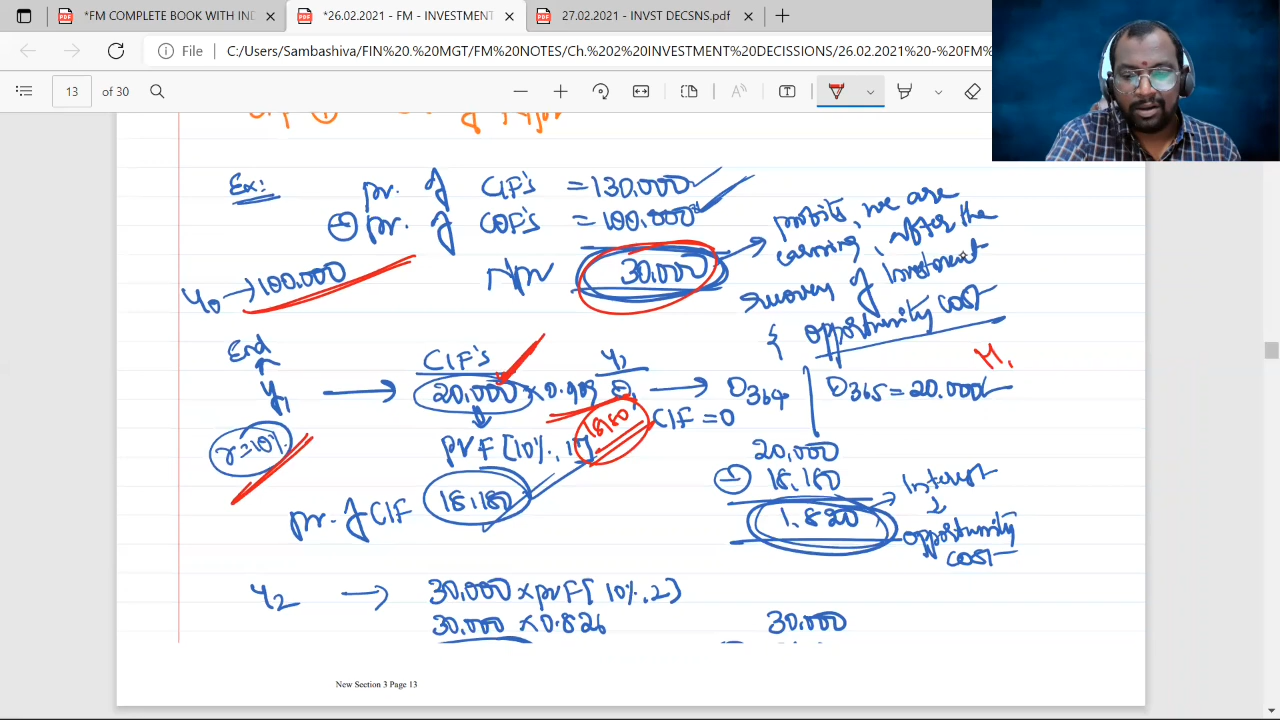 *FM COMPLETE BOOK WITH IND
*26.02.2021 - FM - INVESTMENT
27.02.2021 - INVST DECSNS.pdf
File C:/Users/Sambashiva/FIN%20.%20MGT/FM%20NOTES/Ch.%202%20INVESTMENT%20DECISSIONS/26.02.2021%20-%20FM%
13 of 30
Ex: pv. of CIF's = 130.000
⊖ pv. of COF's = 100.000
NPV 30.000
profits, we are
earning, after the
recovery of Investment
& opportunity cost
Y0 → 100.000
End
Y1 → CIF's
20.000 × 0.909
Y1
→ D364 D365 = 20.000
CIF = 0
r = 10%
PVF [10%, 1Y]
18180
pv. of CIF 18.180
20.000
⊖ 18.180
1.820
Interest
opportunity
cost
Y2 → 30.000 × PVF [10%, 2]
30.000 × 0.826 30.000
New Section 3 Page 13